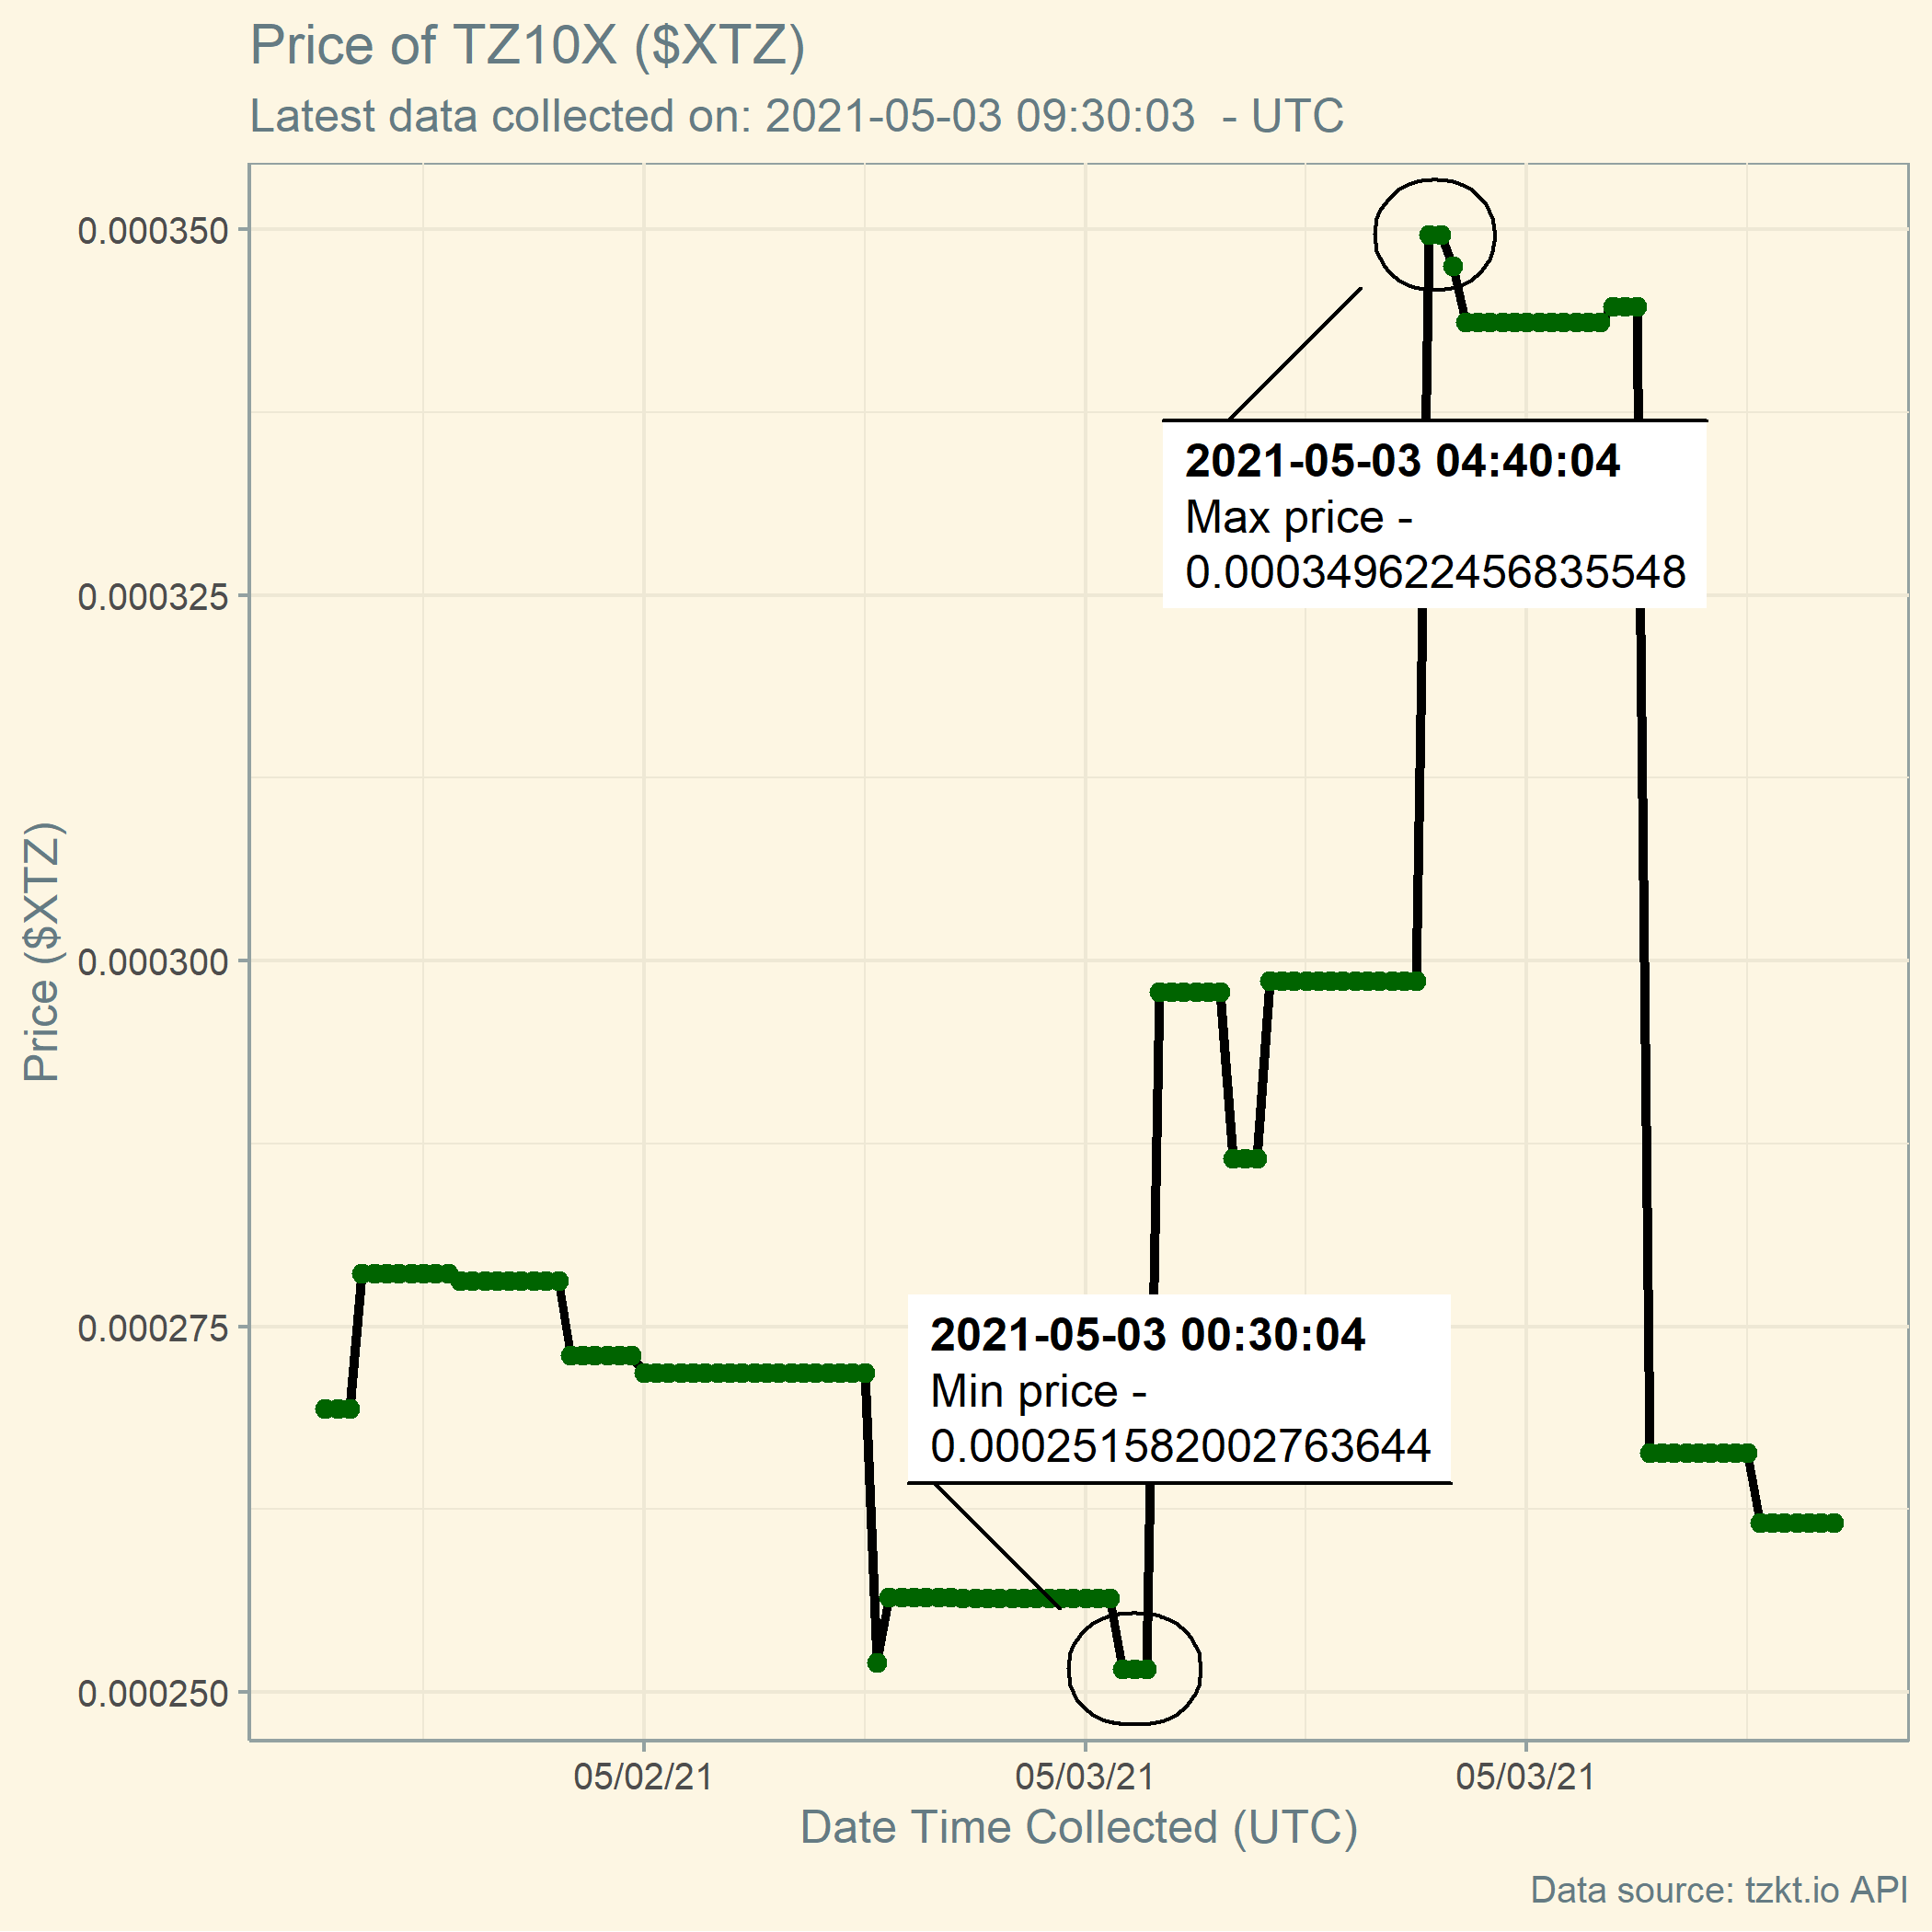 Price of TZ10X ($XTZ)
Latest data collected on: 2021-05-03 09:30:03  - UTC
0.000350
0.000325
0.000300
0.000275
0.000250
Price ($XTZ)
2021-05-03 04:40:04
Max price -
0.000349622456835548
2021-05-03 00:30:04
Min price -
0.000251582002763644
05/02/21
05/03/21
05/03/21
Date Time Collected (UTC)
Data source: tzkt.io API